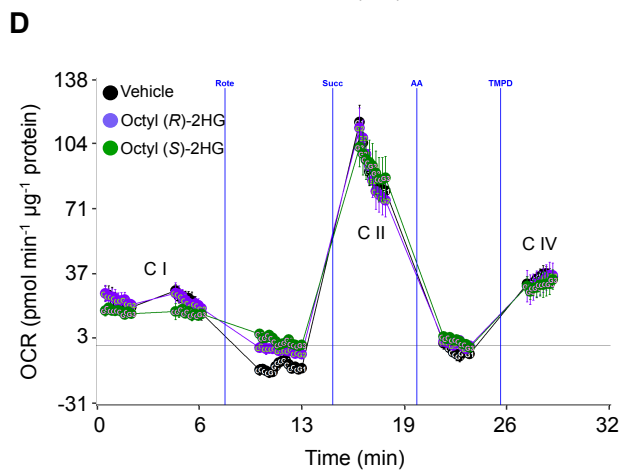 D
Rote Succ AA TMPD
138
104
71
37
3
-31
OCR (pmol min⁻¹ µg⁻¹ protein)
Vehicle
Octyl (R)-2HG
Octyl (S)-2HG
C I
C II
C IV
0 6 13 19 26 32
Time (min)